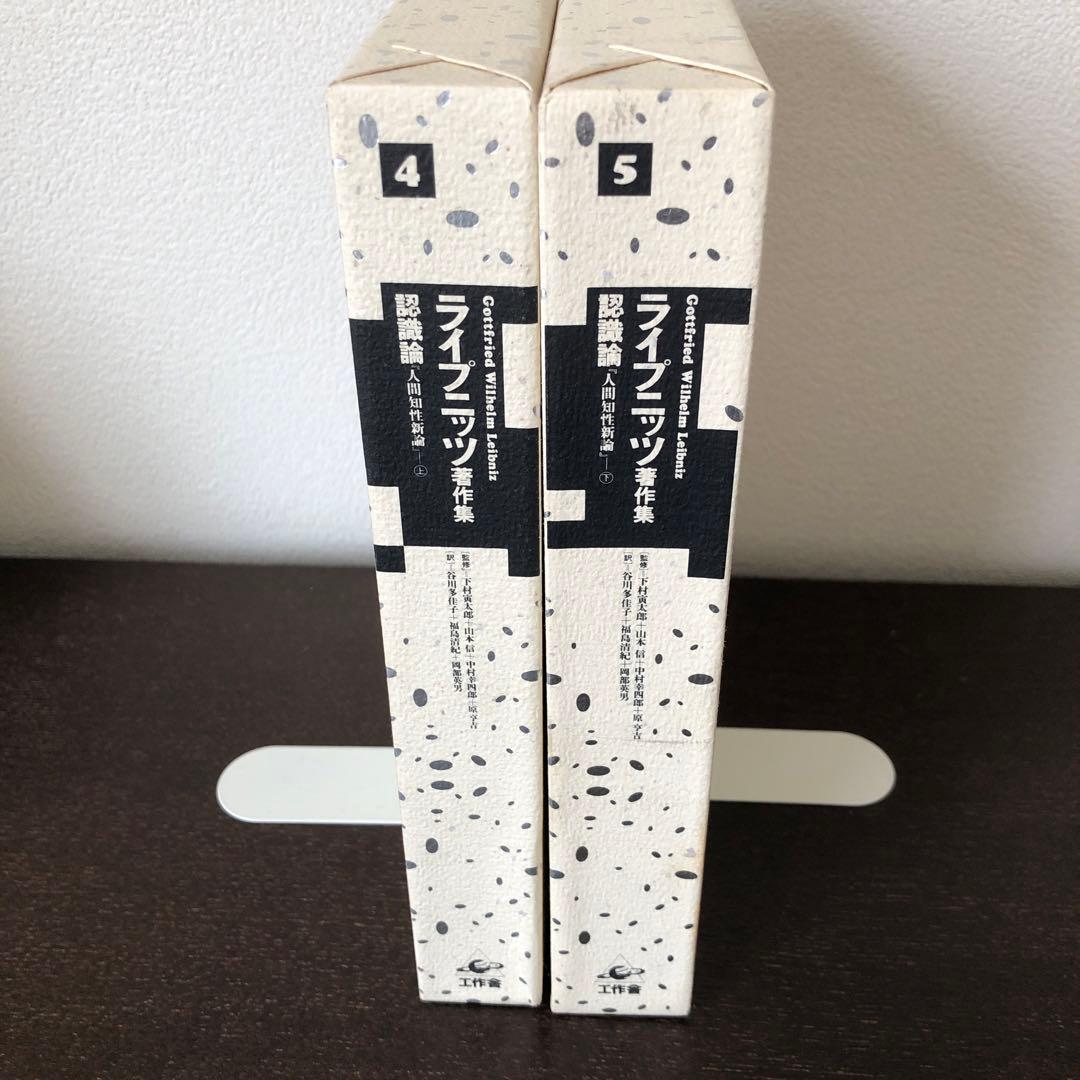 4
Gottfried Wilhelm Leibniz
ライプニッツ著作集
認識論『人間知性新論』―㊤
[監修]=下村寅太郎+山本 信+中村幸四郎+原 亨吉
[訳]=谷川多佳子+福島清紀+岡部英男
工作舎
5
Gottfried Wilhelm Leibniz
ライプニッツ著作集
認識論『人間知性新論』―㊦
[監修]=下村寅太郎+山本 信+中村幸四郎+原 亨吉
[訳]=谷川多佳子+福島清紀+岡部英男
工作舎